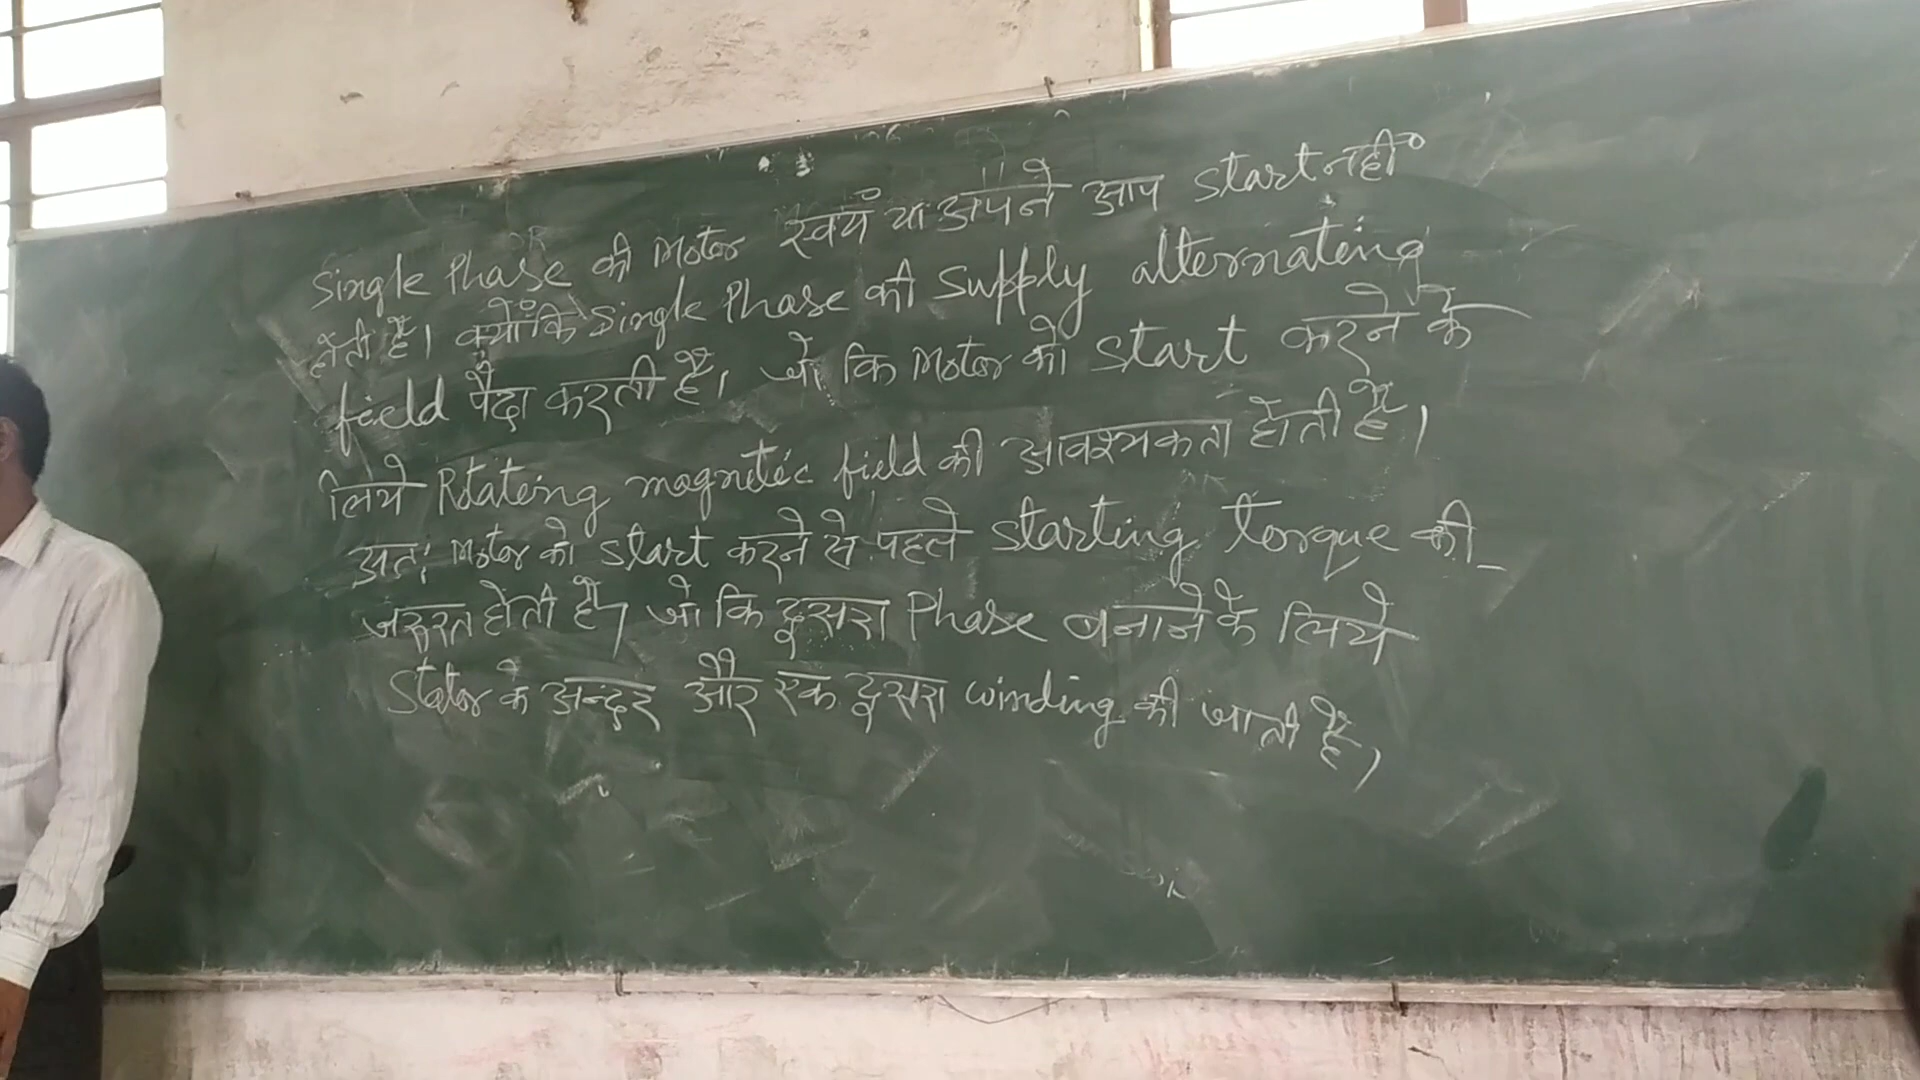 Single Phase की Motor स्वयं या अपने आप start नहीं
होती है। क्योंकि Single Phase की Supply alternating
field पैदा करती है। जो कि Motor को start करने के
लिये Rotating magnetic field की आवश्यकता होती है।
अतः Motor को start करने से पहले starting torque की
जरूरत होती है। जो कि दूसरा Phase बनाने के लिये
Stator के अन्दर और एक दूसरा winding की जाती है।